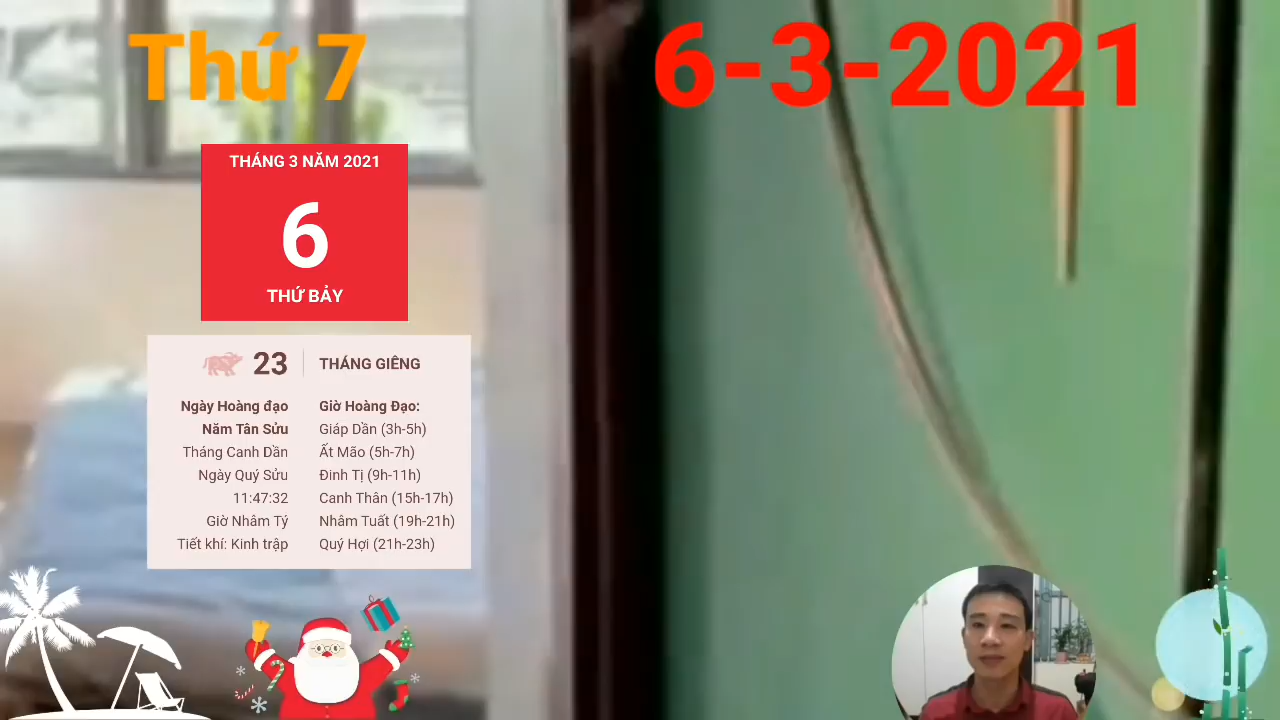 Thứ 7
6-3-2021
THÁNG 3 NĂM 2021
6
THỨ BẢY
23
THÁNG GIÊNG
Ngày Hoàng đạo
Năm Tân Sửu
Tháng Canh Dần
Ngày Quý Sửu
11:47:32
Giờ Nhâm Tý
Tiết khí: Kinh trập
Giờ Hoàng Đạo:
Giáp Dần (3h-5h)
Ất Mão (5h-7h)
Đinh Tị (9h-11h)
Canh Thân (15h-17h)
Nhâm Tuất (19h-21h)
Quý Hợi (21h-23h)